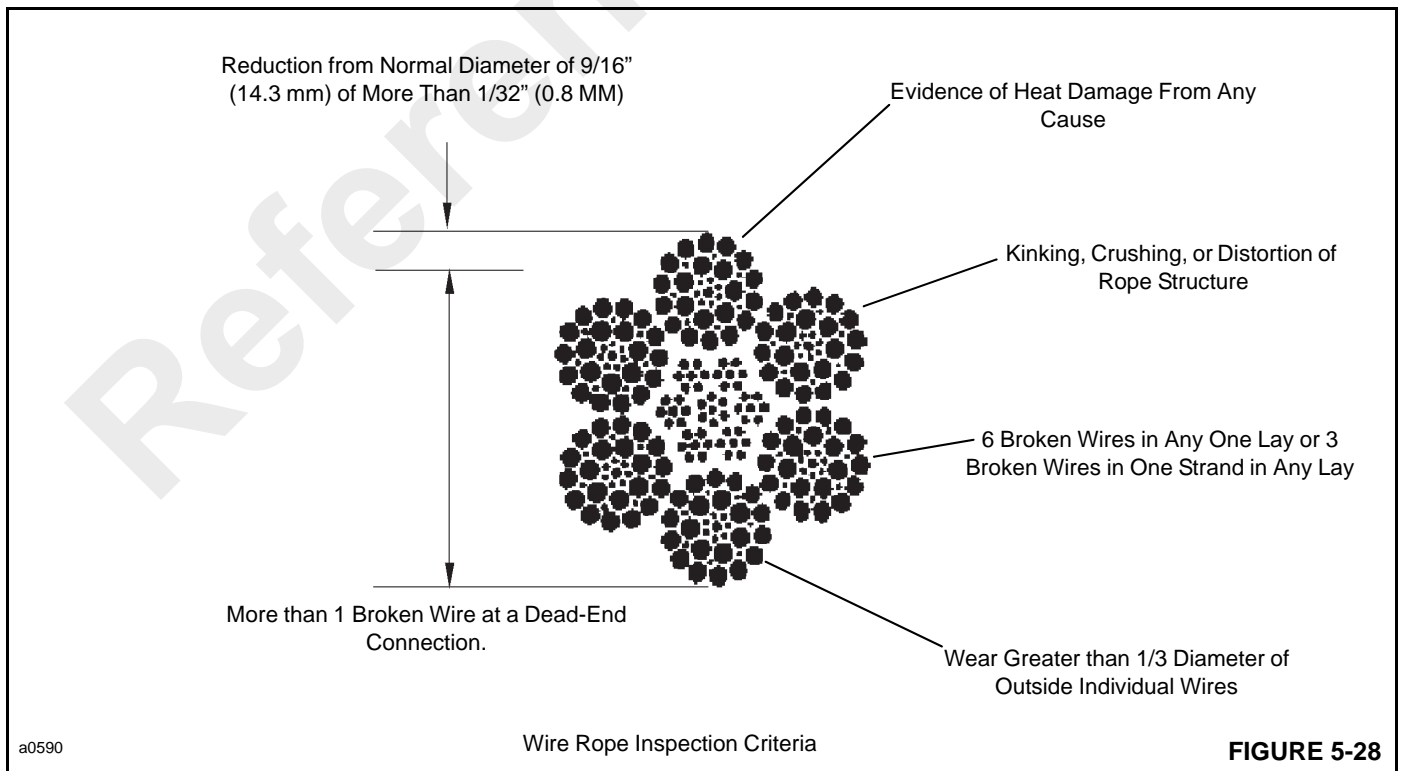 Reduction from Normal Diameter of 9/16”
(14.3 mm) of More Than 1/32” (0.8 MM)
Evidence of Heat Damage From Any
Cause
Kinking, Crushing, or Distortion of
Rope Structure
6 Broken Wires in Any One Lay or 3
Broken Wires in One Strand in Any Lay
More than 1 Broken Wire at a Dead-End
Connection.
Wear Greater than 1/3 Diameter of
Outside Individual Wires
a0590
Wire Rope Inspection Criteria
FIGURE 5-28
Referen